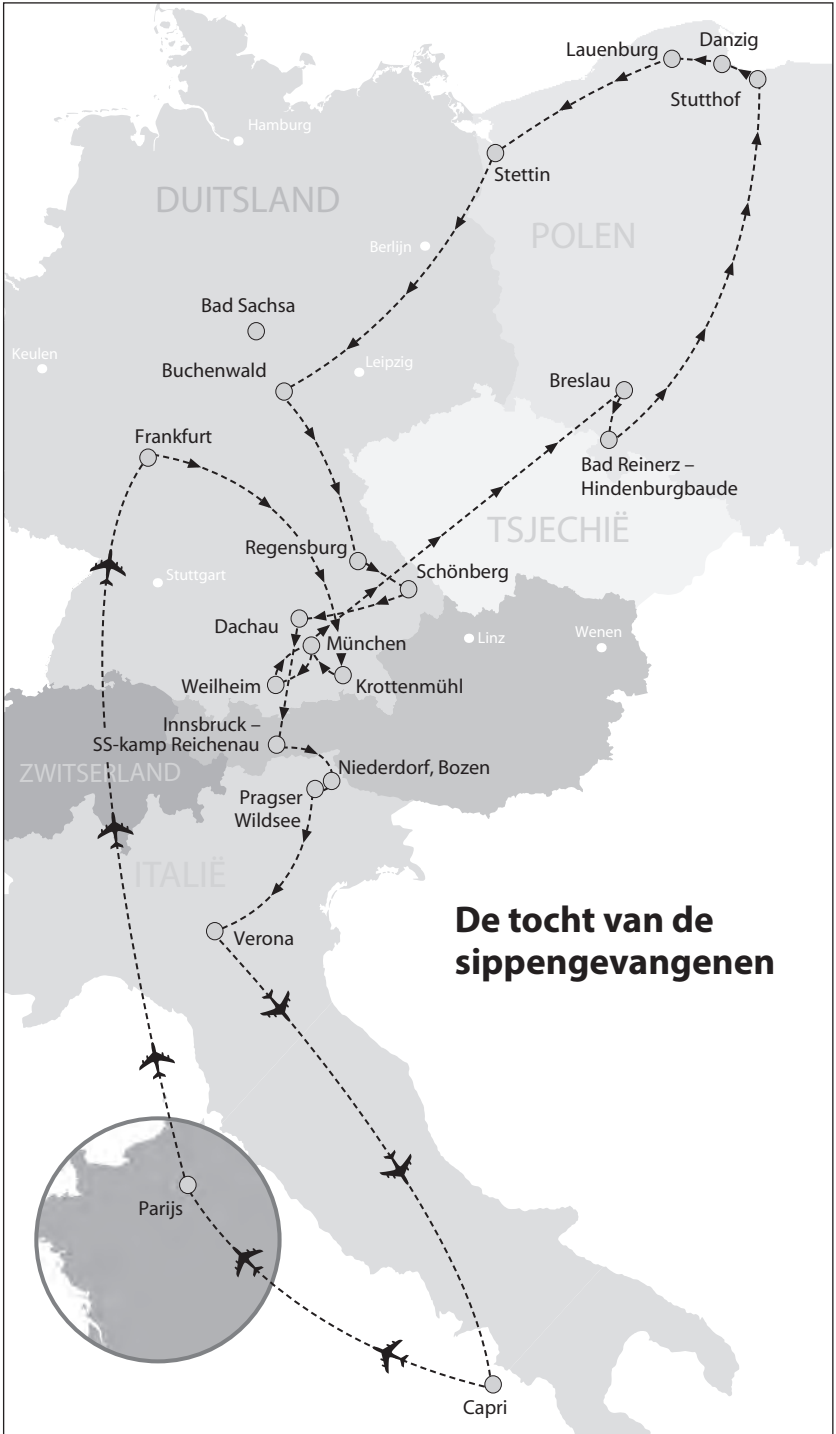 Lauenburg
Danzig
Stutthof
Hamburg
Stettin
DUITSLAND
POLEN
Berlijn
Bad Sachsa
Keulen
Buchenwald
Leipzig
Breslau
Frankfurt
Bad Reinerz –
Hindenburgbaude
TSJECHIË
Regensburg
Stuttgart
Schönberg
Dachau
München
Linz
Wenen
Weilheim
Krottenmühl
Innsbruck –
SS-kamp Reichenau
ZWITSERLAND
Niederdorf, Bozen
Pragser
Wildsee
ITALIË
Verona
De tocht van de
sippengevangenen
Parijs
Capri